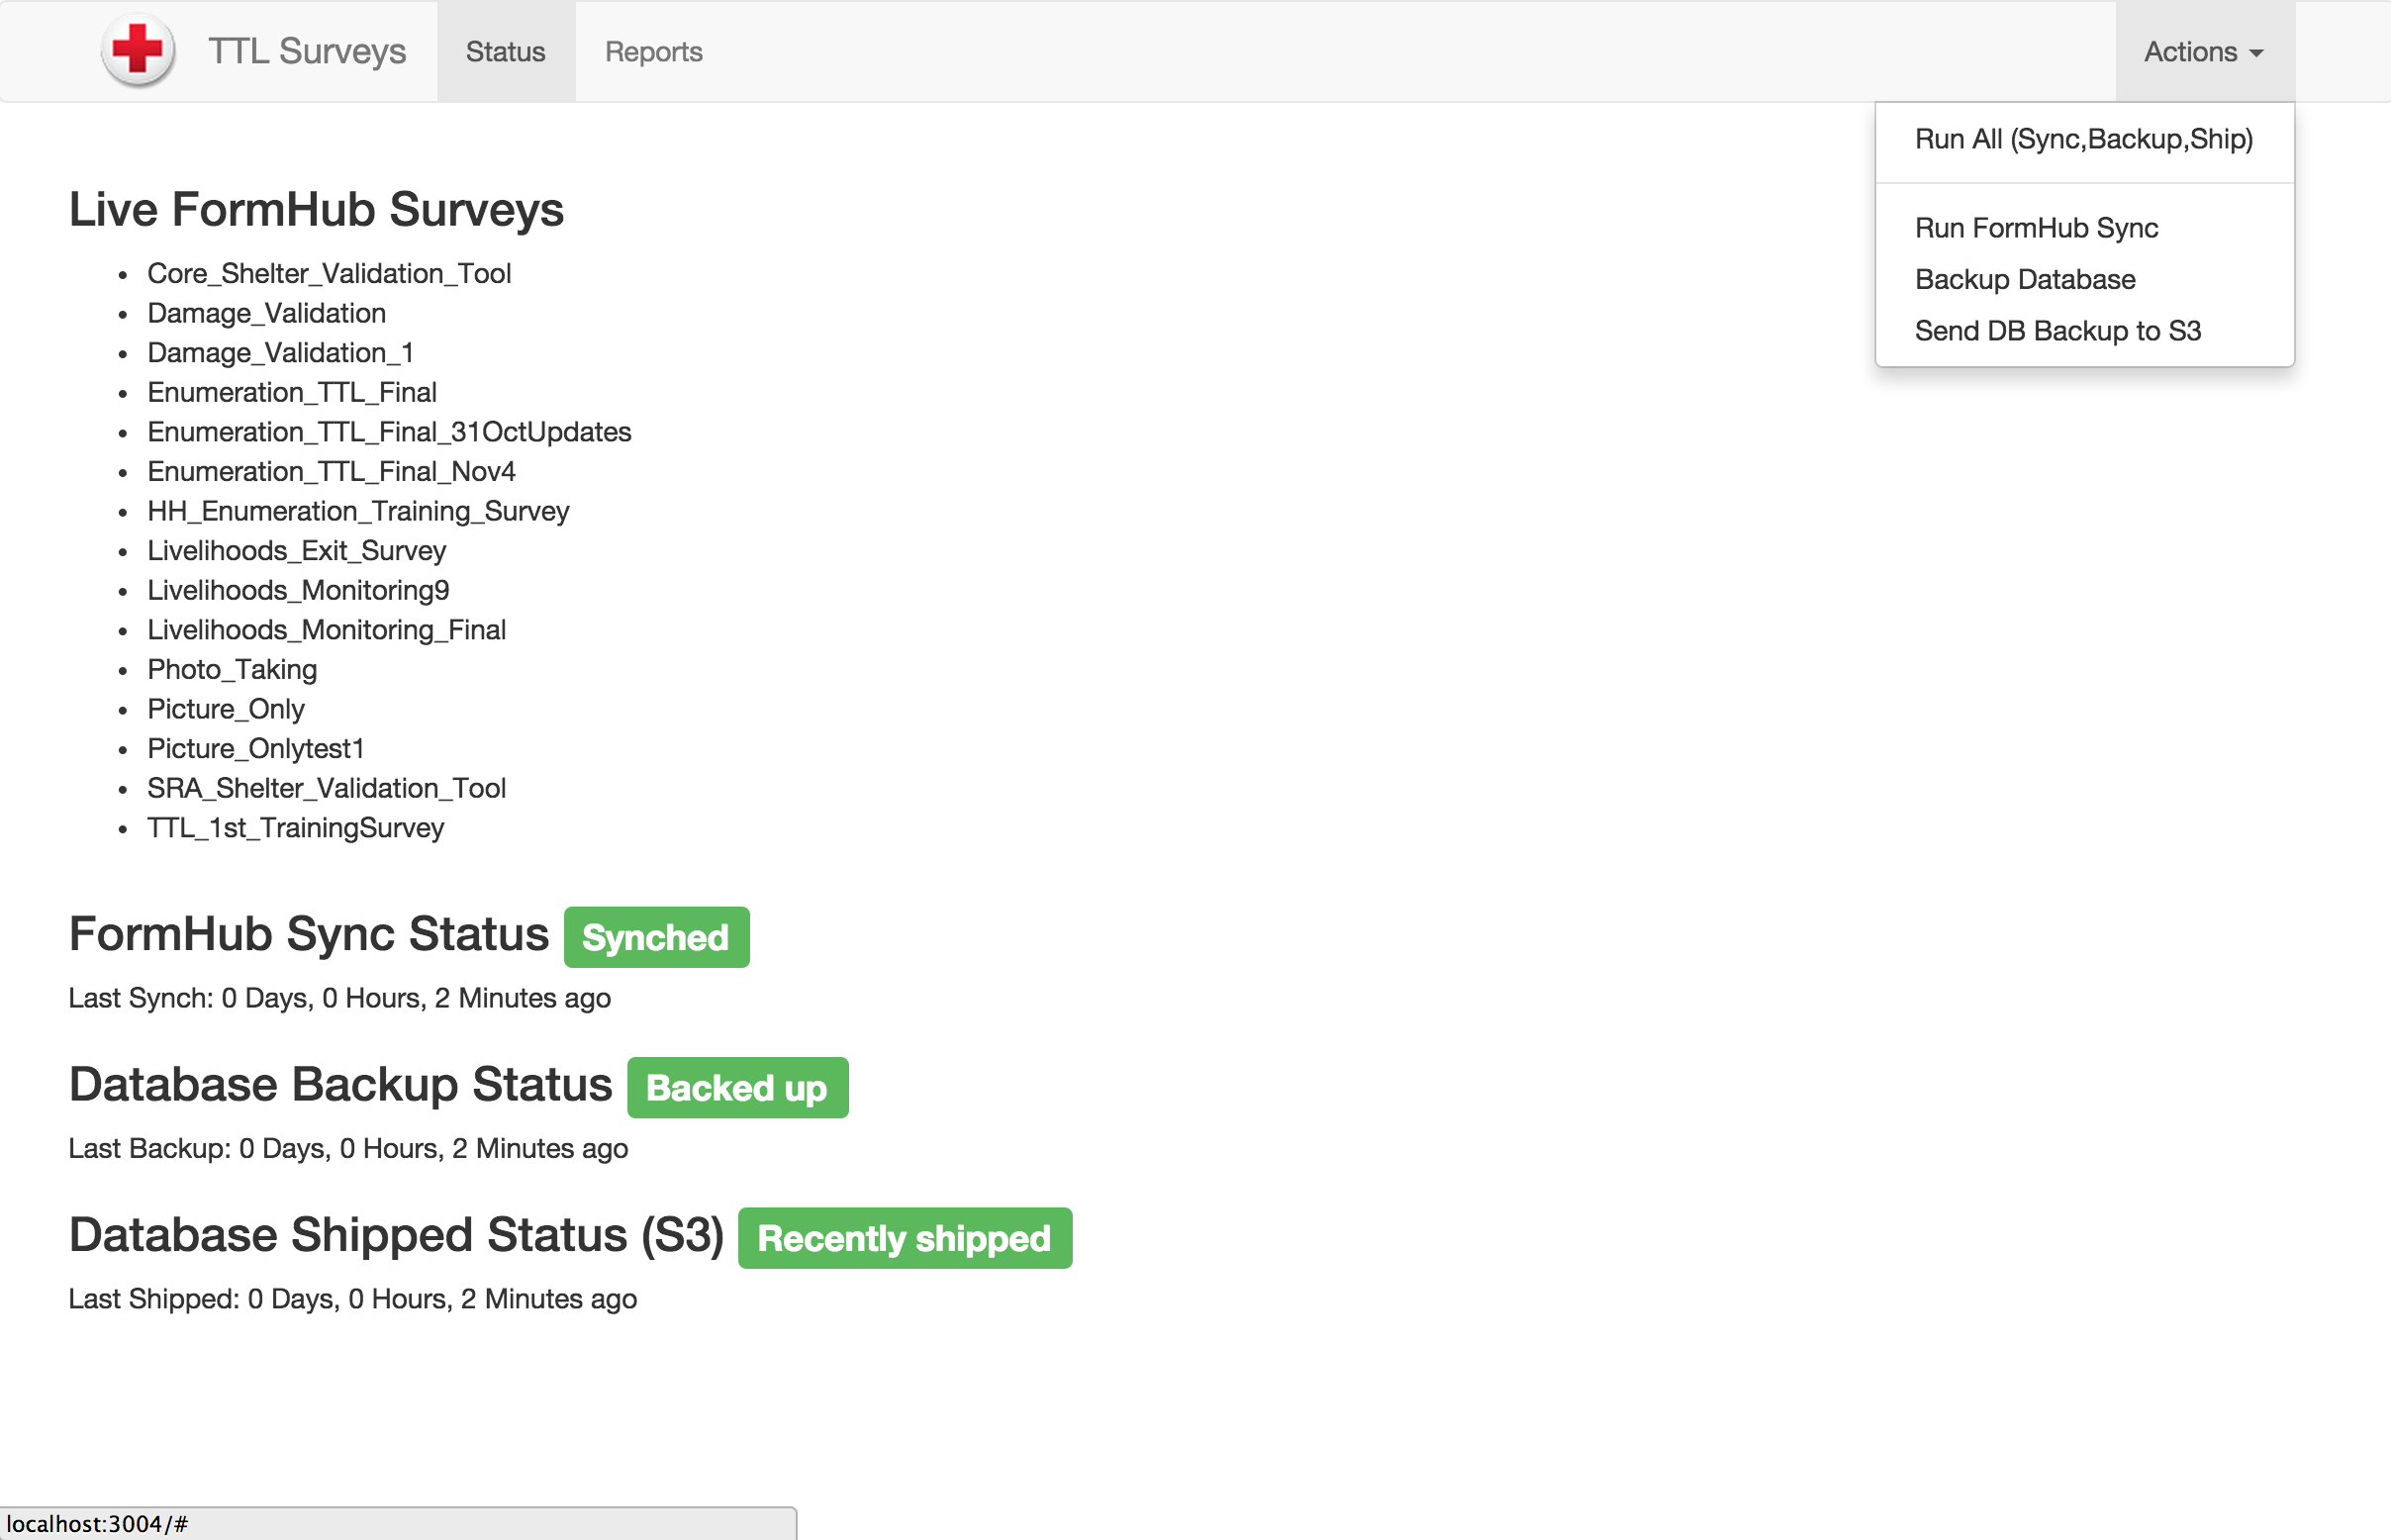 TTL Surveys Status Reports Actions
Run All (Sync,Backup,Ship)
Run FormHub Sync
Backup Database
Send DB Backup to S3
Live FormHub Surveys
Core_Shelter_Validation_Tool
Damage_Validation
Damage_Validation_1
Enumeration_TTL_Final
Enumeration_TTL_Final_31OctUpdates
Enumeration_TTL_Final_Nov4
HH_Enumeration_Training_Survey
Livelihoods_Exit_Survey
Livelihoods_Monitoring9
Livelihoods_Monitoring_Final
Photo_Taking
Picture_Only
Picture_Onlytest1
SRA_Shelter_Validation_Tool
TTL_1st_TrainingSurvey
FormHub Sync Status Synched
Last Synch: 0 Days, 0 Hours, 2 Minutes ago
Database Backup Status Backed up
Last Backup: 0 Days, 0 Hours, 2 Minutes ago
Database Shipped Status (S3) Recently shipped
Last Shipped: 0 Days, 0 Hours, 2 Minutes ago
localhost:3004/#